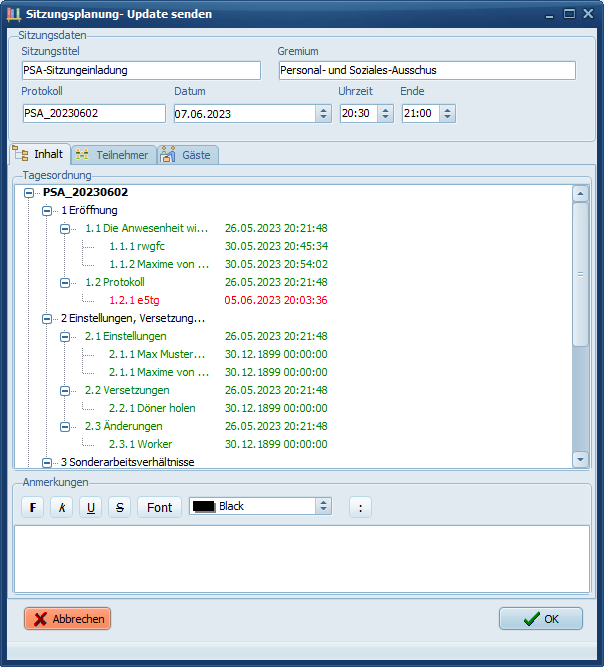 Sitzungsplanung- Update senden
Sitzungsdaten
Sitzungstitel Gremium
PSA-Sitzungeinladung Personal- und Soziales-Ausschus
Protokoll Datum Uhrzeit Ende
PSA_20230602 07.06.2023 20:30 21:00
Inhalt Teilnehmer Gäste
Tagesordnung
PSA_20230602
1 Eröffnung
1.1 Die Anwesenheit wi... 26.05.2023 20:21:48
1.1.1 rwgfc 30.05.2023 20:45:34
1.1.2 Maxime von ... 30.05.2023 20:54:02
1.2 Protokoll 26.05.2023 20:21:48
1.2.1 e5tg 05.06.2023 20:03:36
2 Einstellungen, Versetzung...
2.1 Einstellungen 26.05.2023 20:21:48
2.1.1 Max Muster... 30.12.1899 00:00:00
2.1.1 Maxime von ... 30.12.1899 00:00:00
2.2 Versetzungen 26.05.2023 20:21:48
2.2.1 Döner holen 30.12.1899 00:00:00
2.3 Änderungen 26.05.2023 20:21:48
2.3.1 Worker 30.12.1899 00:00:00
3 Sonderarbeitsverhältnisse
Anmerkungen
F k U S Font Black :
Abbrechen OK